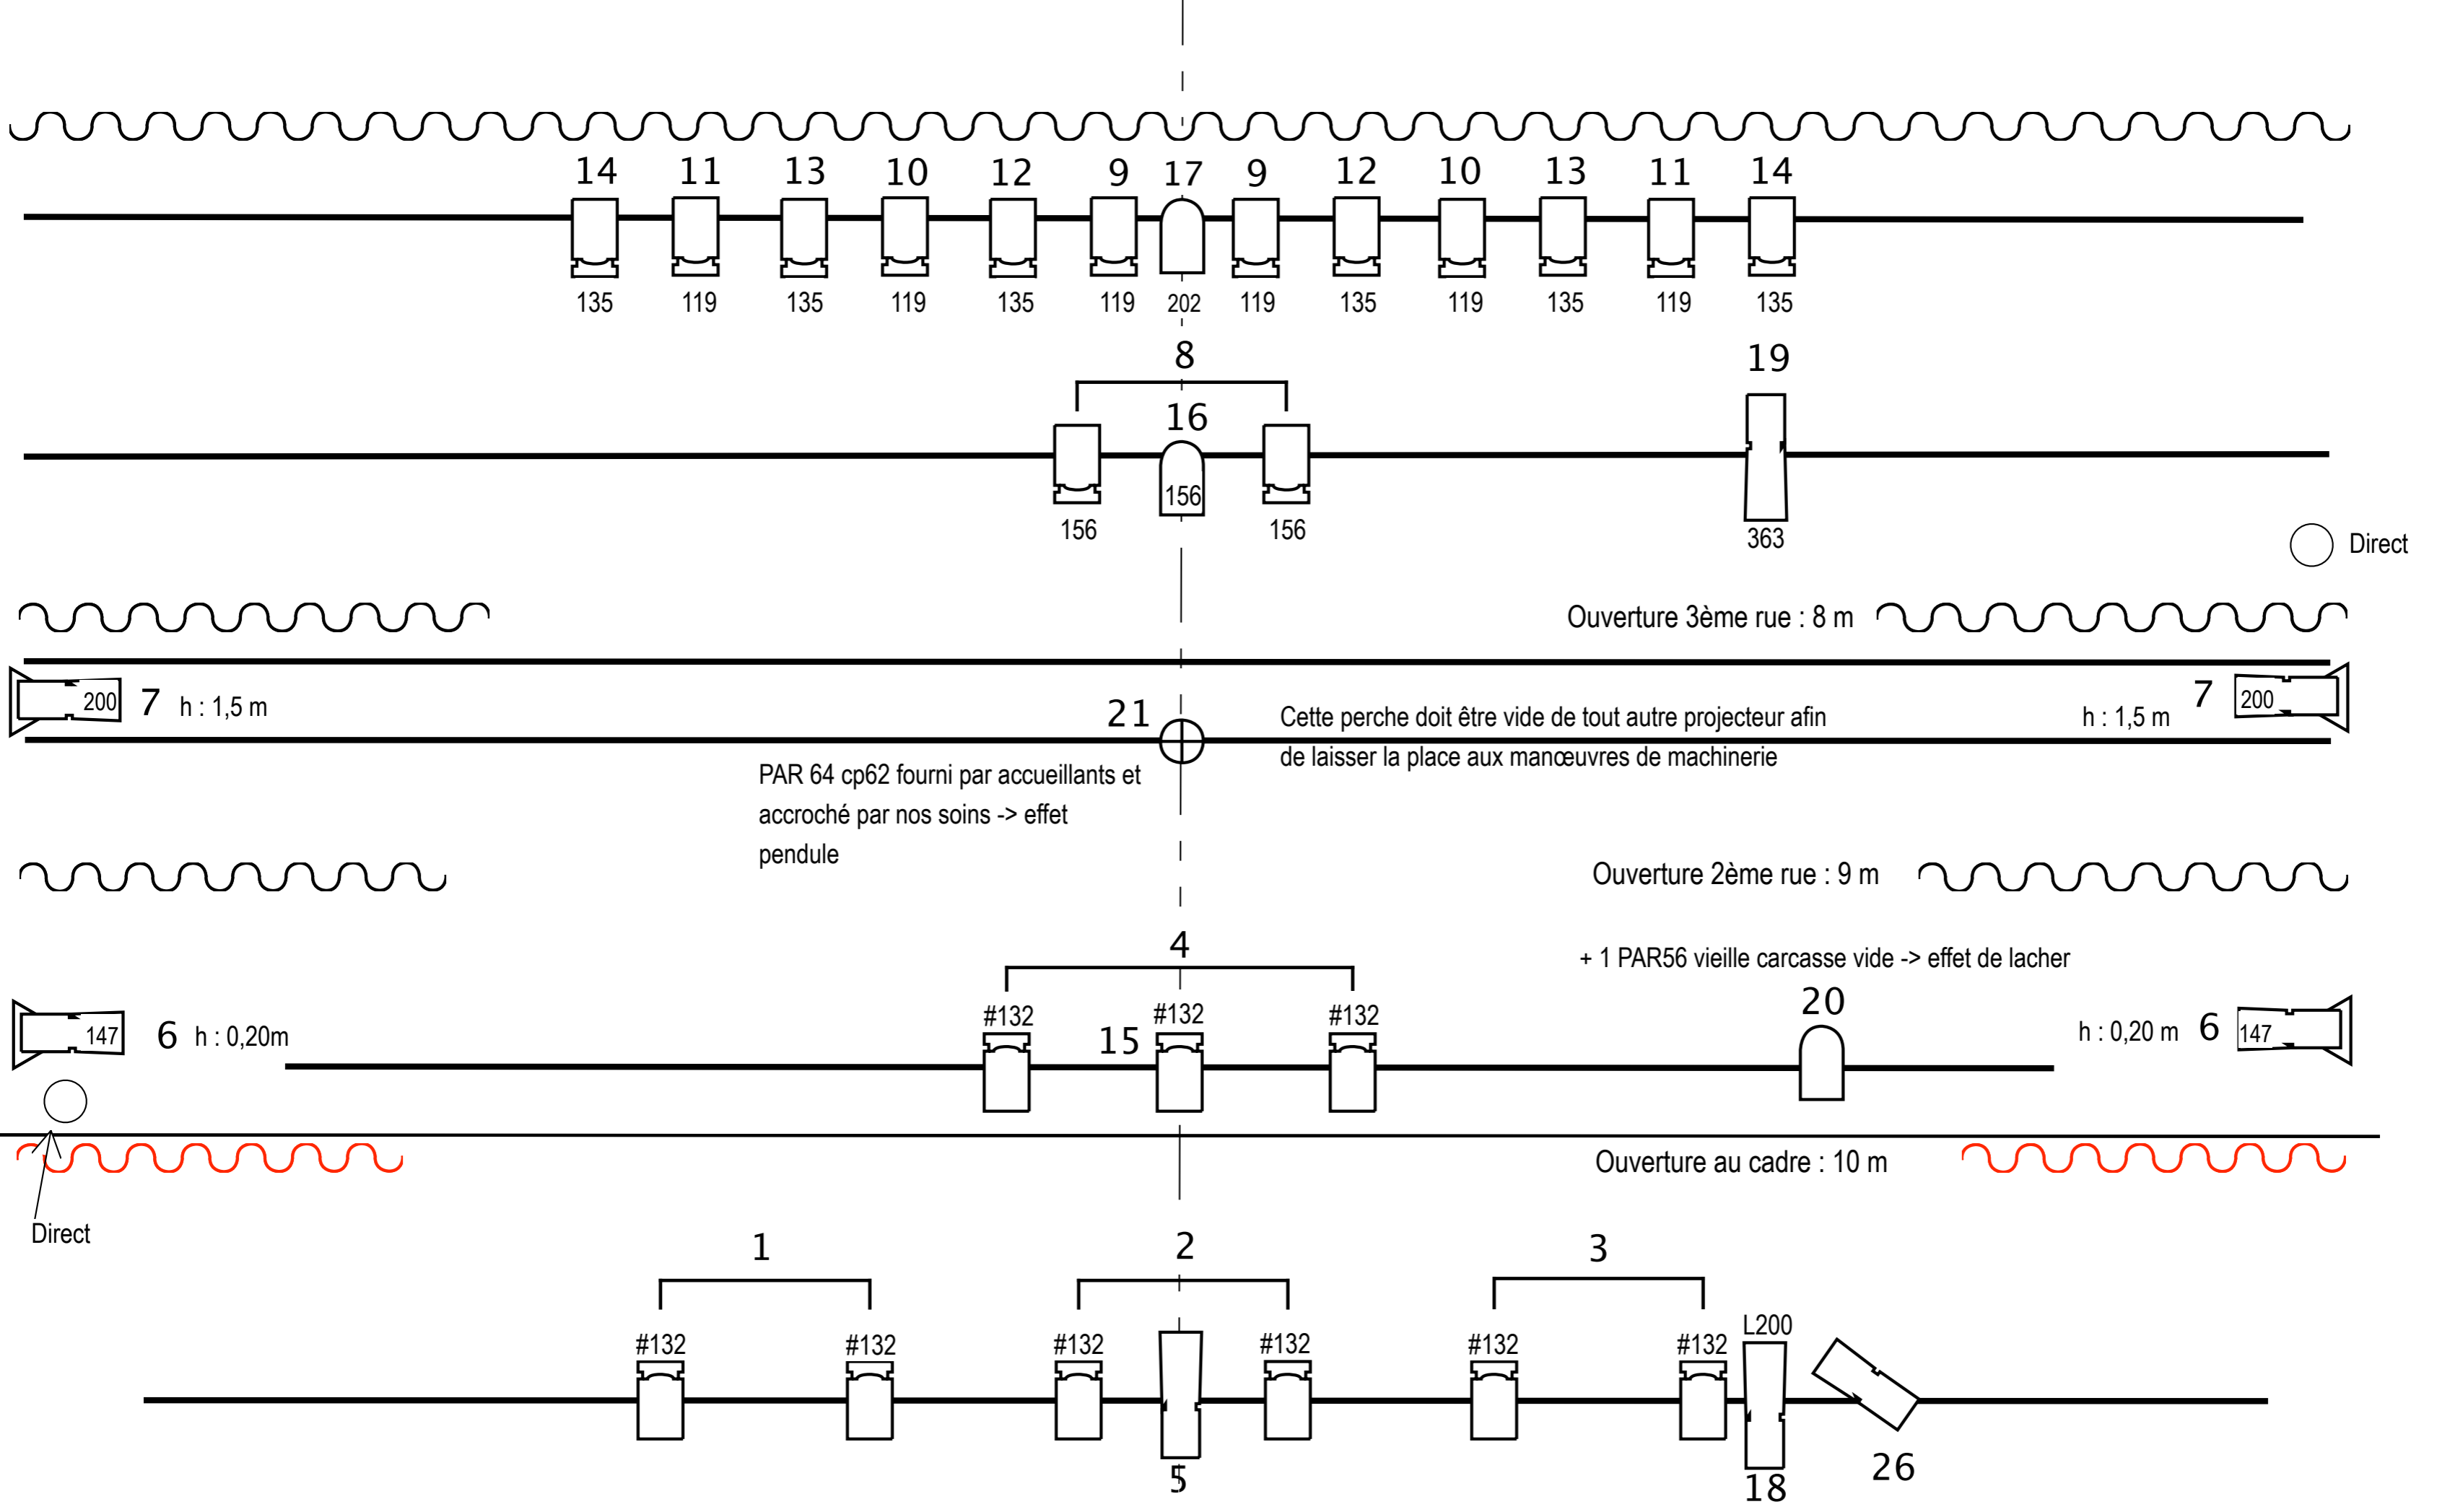 14 11 13 10 12 9 17 9 12 10 13 11 14
135 119 135 119 135 119 202 119 135 119 135 119 135
8 19
16
156
156 156 363
Direct
Ouverture 3ème rue : 8 m
200 7 h : 1,5 m
21
Cette perche doit être vide de tout autre projecteur afin
de laisser la place aux manœuvres de machinerie
h : 1,5 m 7 200
PAR 64 cp62 fourni par accueillants et
accroché par nos soins -> effet
pendule
Ouverture 2ème rue : 9 m
4
+ 1 PAR56 vieille carcasse vide -> effet de lacher
#132 #132 #132 20
147 6 h : 0,20m
15
h : 0,20 m 6 147
Ouverture au cadre : 10 m
Direct
1 2 3
#132 #132 #132 #132 #132 #132 L200
5 18 26